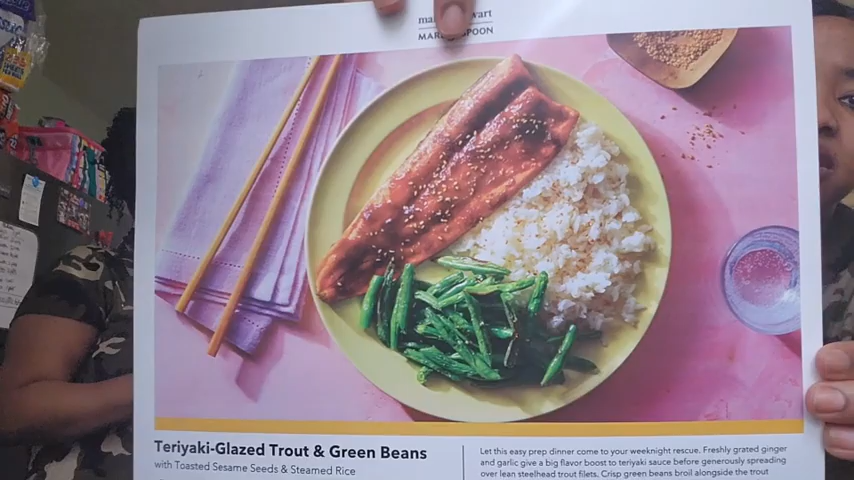 MAR SPOON
Teriyaki-Glazed Trout & Green Beans
with Toasted Sesame Seeds & Steamed Rice
Let this easy prep dinner come to your weeknight rescue. Freshly grated ginger
and garlic give a big flavor boost to teriyaki sauce before generously spreading
over lean steelhead trout filets. Crisp green beans broil alongside the trout